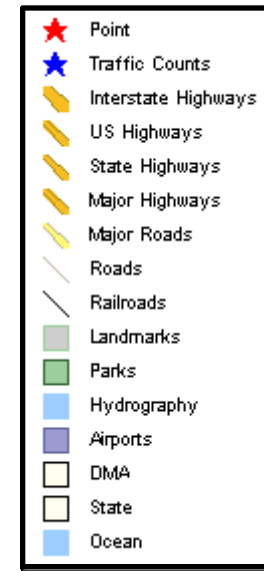 Point
Traffic Counts
Interstate Highways
US Highways
State Highways
Major Highways
Major Roads
Roads
Railroads
Landmarks
Parks
Hydrography
Airports
DMA
State
Ocean